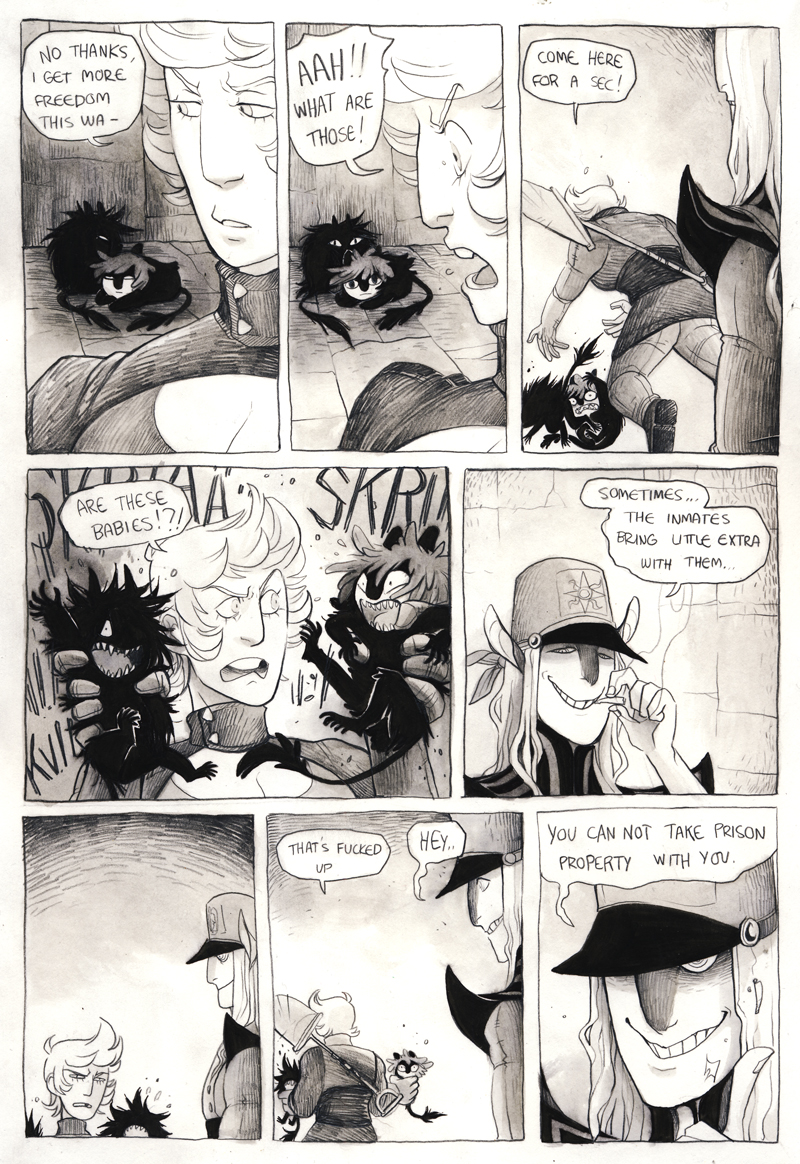 NO THANKS,
I GET MORE
FREEDOM
THIS WA-
AAH!!
WHAT ARE
THOSE!
COME HERE
FOR A SEC!
ARE THESE
BABIES!?!
SOMETIMES...
THE INMATES
BRING LITTLE EXTRA
WITH THEM...
THAT'S FUCKED
UP
HEY..
YOU CAN NOT TAKE PRISON
PROPERTY WITH YOU.